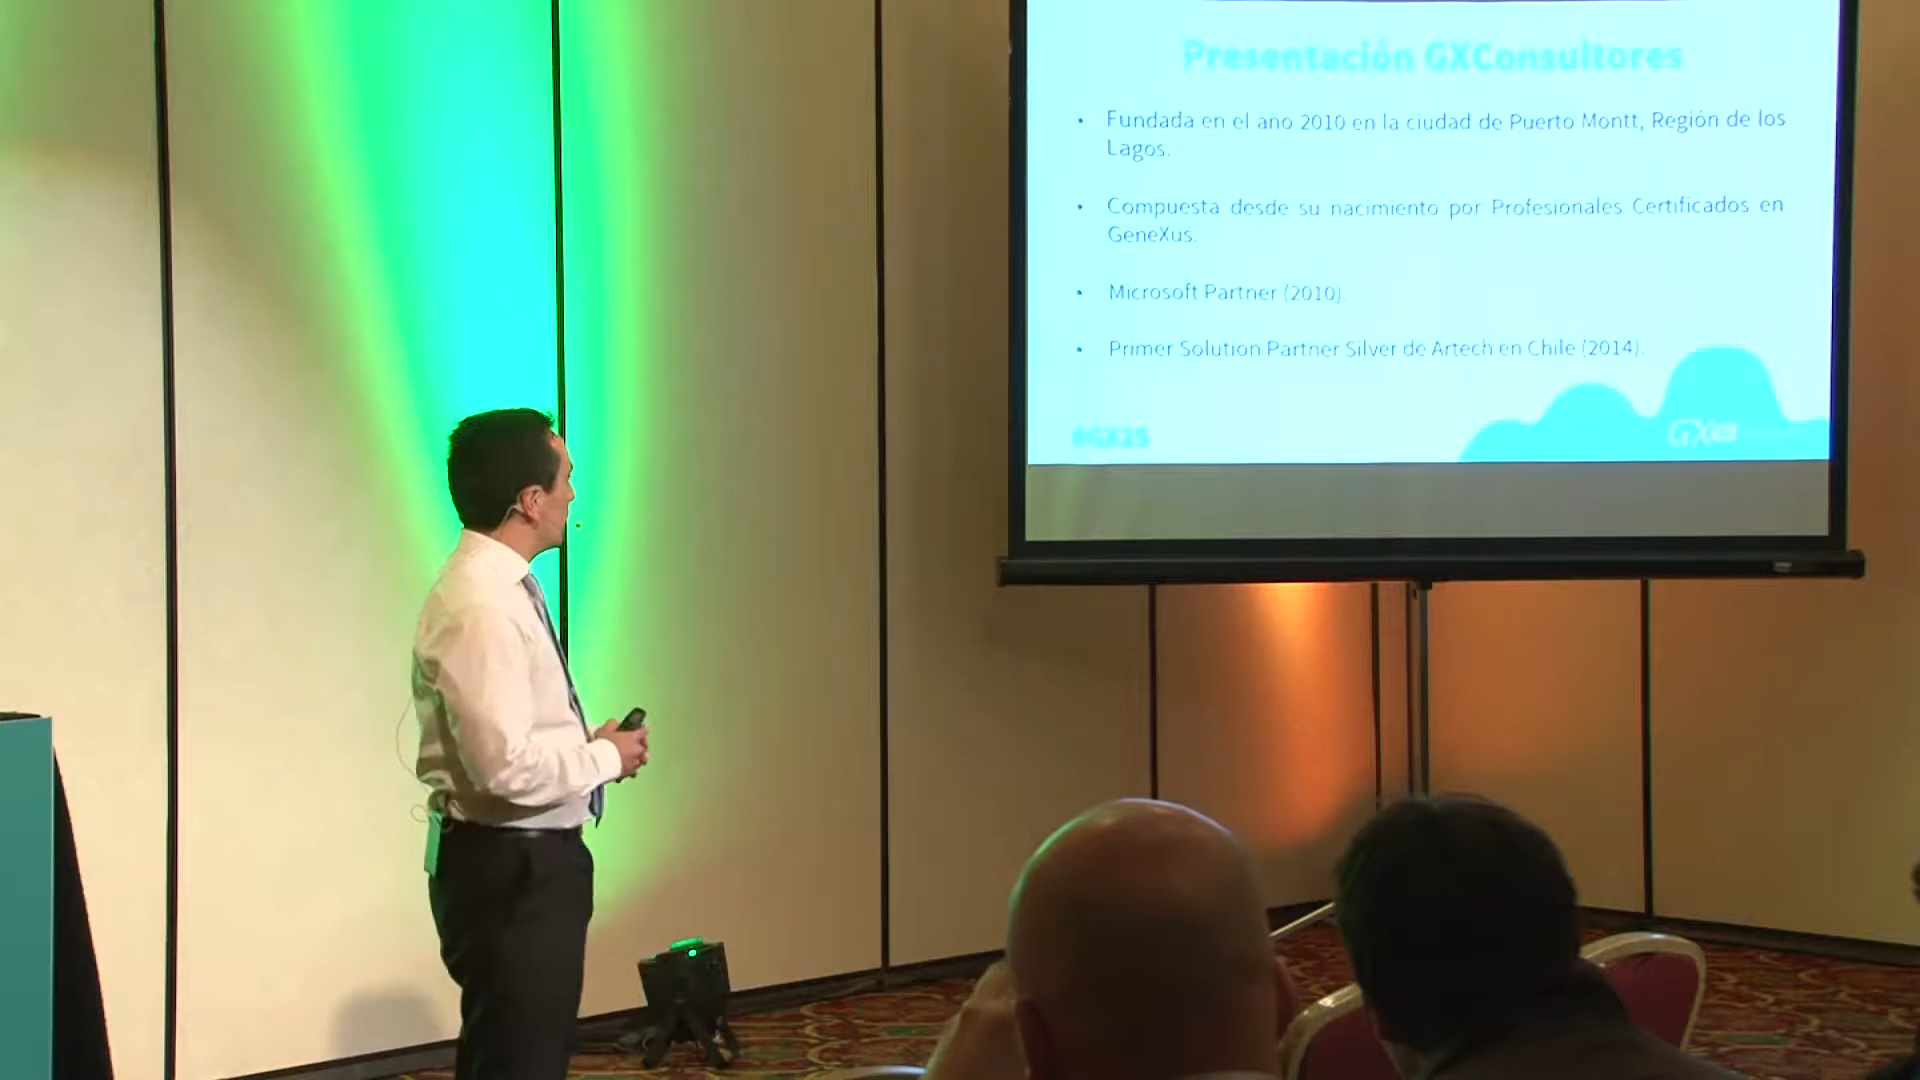 Presentación GXConsultores
• Fundada en el año 2010 en la ciudad de Puerto Montt, Región de los
Lagos.
• Compuesta desde su nacimiento por Profesionales Certificados en
GeneXus.
• Microsoft Partner (2010).
• Primer Solution Partner Silver de Artech en Chile (2014).
#GX25
GX